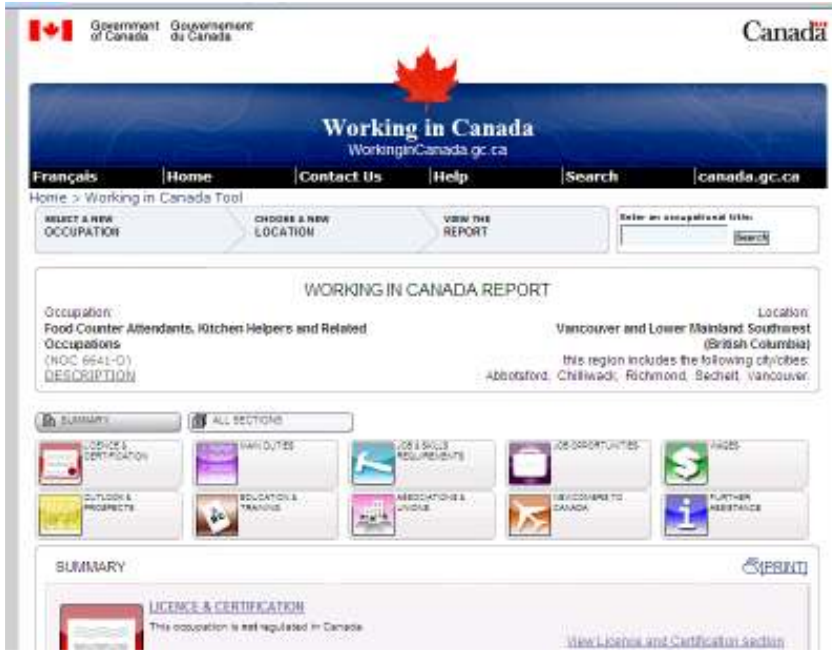 Government of Canada Gouvernement du Canada
Canada
Working in Canada
WorkinginCanada.gc.ca
Français Home Contact Us Help Search canada.gc.ca
Home > Working in Canada Tool
SELECT A NEW OCCUPATION
CHOOSE A NEW LOCATION
VIEW THE REPORT
Enter an occupational title:
Search
WORKING IN CANADA REPORT
Occupation:
Food Counter Attendants, Kitchen Helpers and Related
Occupations
(NOC 6641-0)
DESCRIPTION
Location:
Vancouver and Lower Mainland Southwest
(British Columbia)
this region includes the following city/cities:
Abbotsford, Chilliwack, Richmond, Sechelt, Vancouver.
SUMMARY
ALL SECTIONS
LICENCE & CERTIFICATION
MAIN DUTIES
JOB & SKILLS REQUIREMENTS
JOB OPPORTUNITIES
WAGES
OUTLOOK & PROSPECTS
EDUCATION & TRAINING
ASSOCIATIONS & UNIONS
NEWCOMERS TO CANADA
FURTHER ASSISTANCE
SUMMARY
[PRINT]
LICENCE & CERTIFICATION
This occupation is not regulated in Canada
View Licence and Certification section